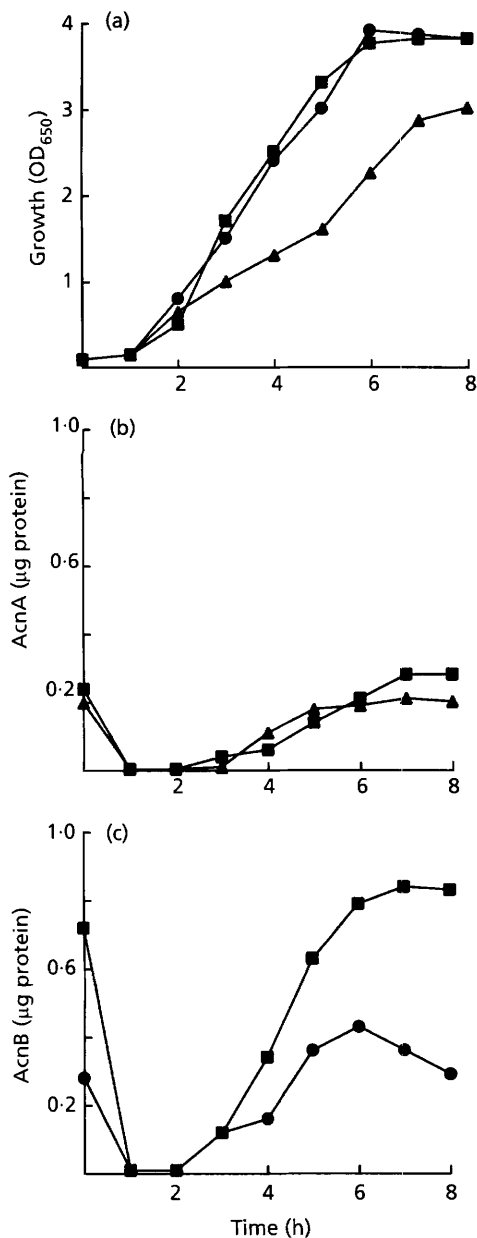 (a)
4
3
2
1
Growth (OD650)
2 4 6 8
(b)
1·0
0·6
0·2
AcnA (µg protein)
2 4 6 8
(c)
1·0
0·6
0·2
AcnB (µg protein)
2 4 6 8
Time (h)